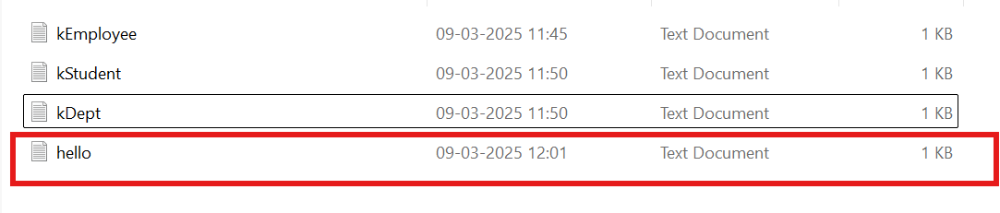 kEmployee 09-03-2025 11:45 Text Document 1 KB
kStudent 09-03-2025 11:50 Text Document 1 KB
kDept 09-03-2025 11:50 Text Document 1 KB
hello 09-03-2025 12:01 Text Document 1 KB